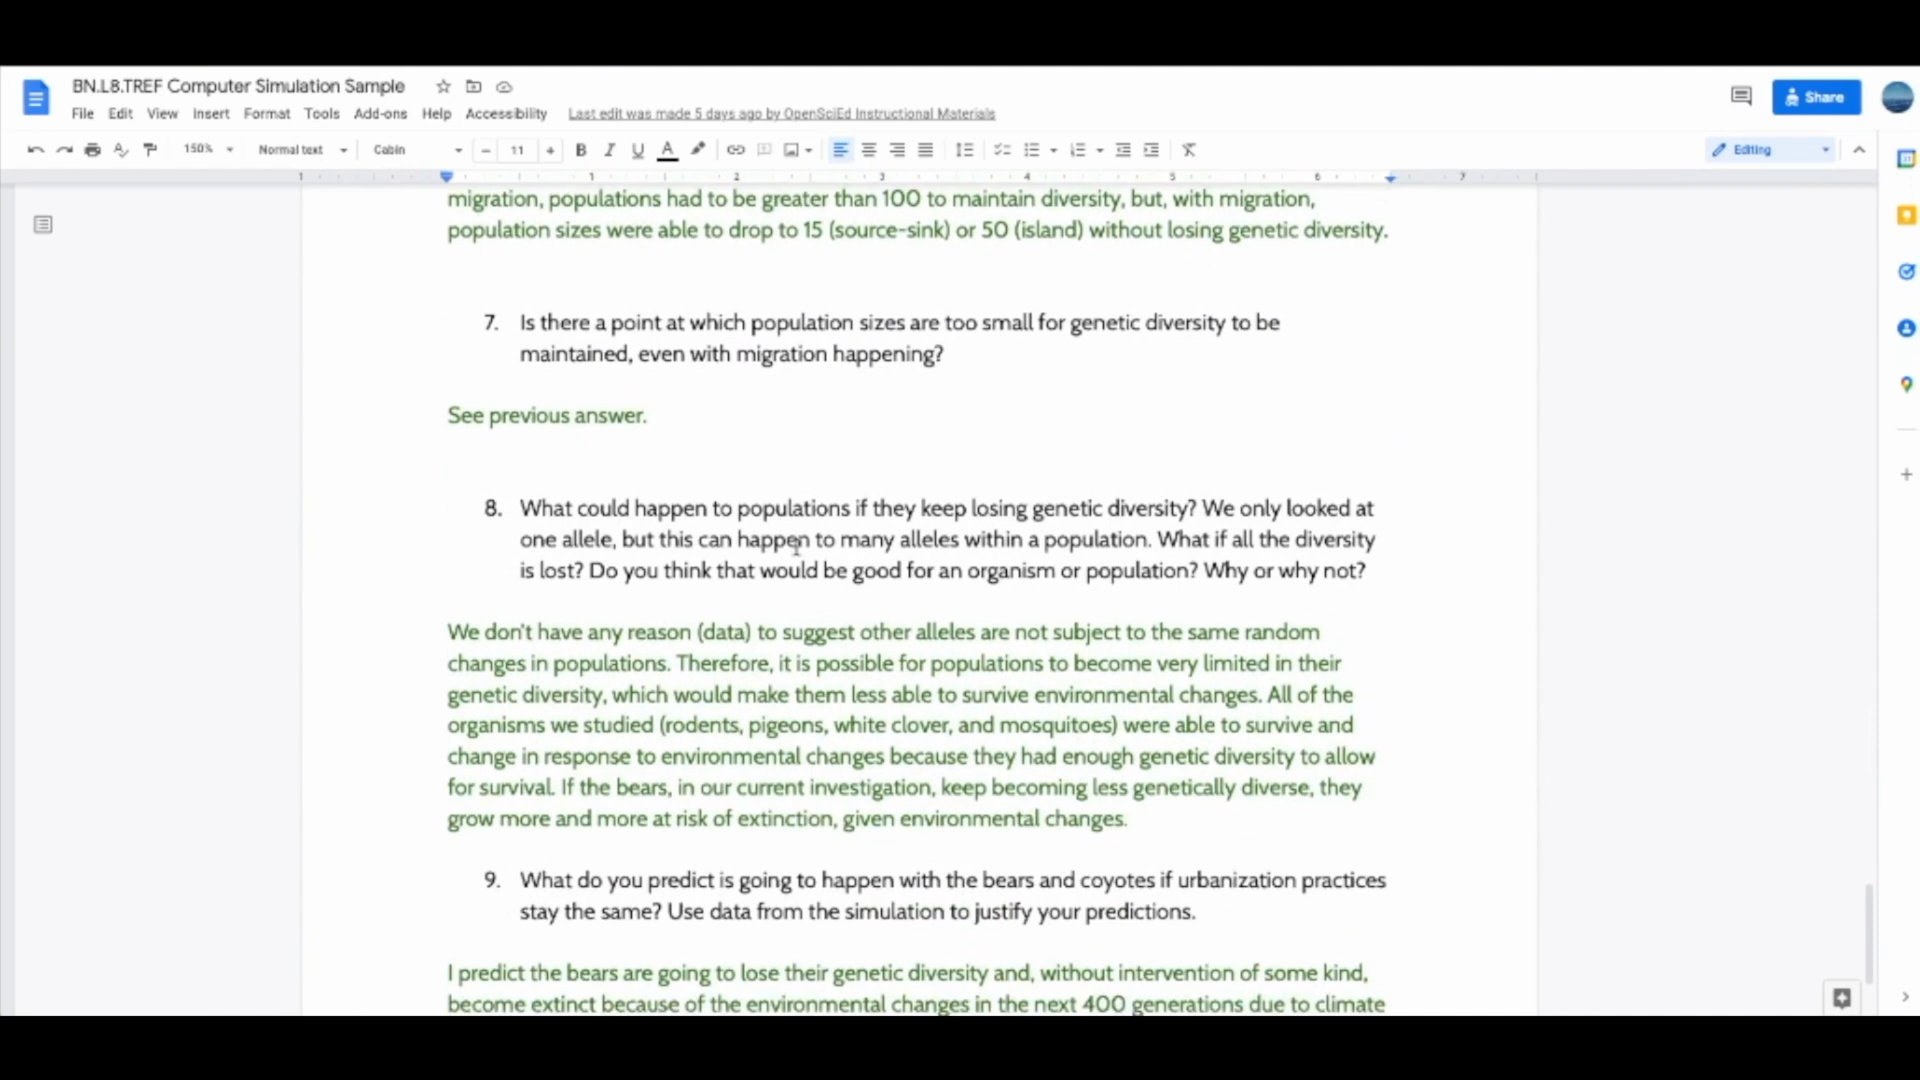 BN.L8.TREF Computer Simulation Sample
File Edit View Insert Format Tools Add-ons Help Accessibility Last edit was made 5 days ago by OpenSciEd Instructional Materials
Share
150% Normal text Cabin 11 Editing
1 1 2 3 4 5 6 7
migration, populations had to be greater than 100 to maintain diversity, but, with migration,
population sizes were able to drop to 15 (source-sink) or 50 (island) without losing genetic diversity.
7. Is there a point at which population sizes are too small for genetic diversity to be
maintained, even with migration happening?
See previous answer.
8. What could happen to populations if they keep losing genetic diversity? We only looked at
one allele, but this can happen to many alleles within a population. What if all the diversity
is lost? Do you think that would be good for an organism or population? Why or why not?
We don't have any reason (data) to suggest other alleles are not subject to the same random
changes in populations. Therefore, it is possible for populations to become very limited in their
genetic diversity, which would make them less able to survive environmental changes. All of the
organisms we studied (rodents, pigeons, white clover, and mosquitoes) were able to survive and
change in response to environmental changes because they had enough genetic diversity to allow
for survival. If the bears, in our current investigation, keep becoming less genetically diverse, they
grow more and more at risk of extinction, given environmental changes.
9. What do you predict is going to happen with the bears and coyotes if urbanization practices
stay the same? Use data from the simulation to justify your predictions.
I predict the bears are going to lose their genetic diversity and, without intervention of some kind,
become extinct because of the environmental changes in the next 400 generations due to climate